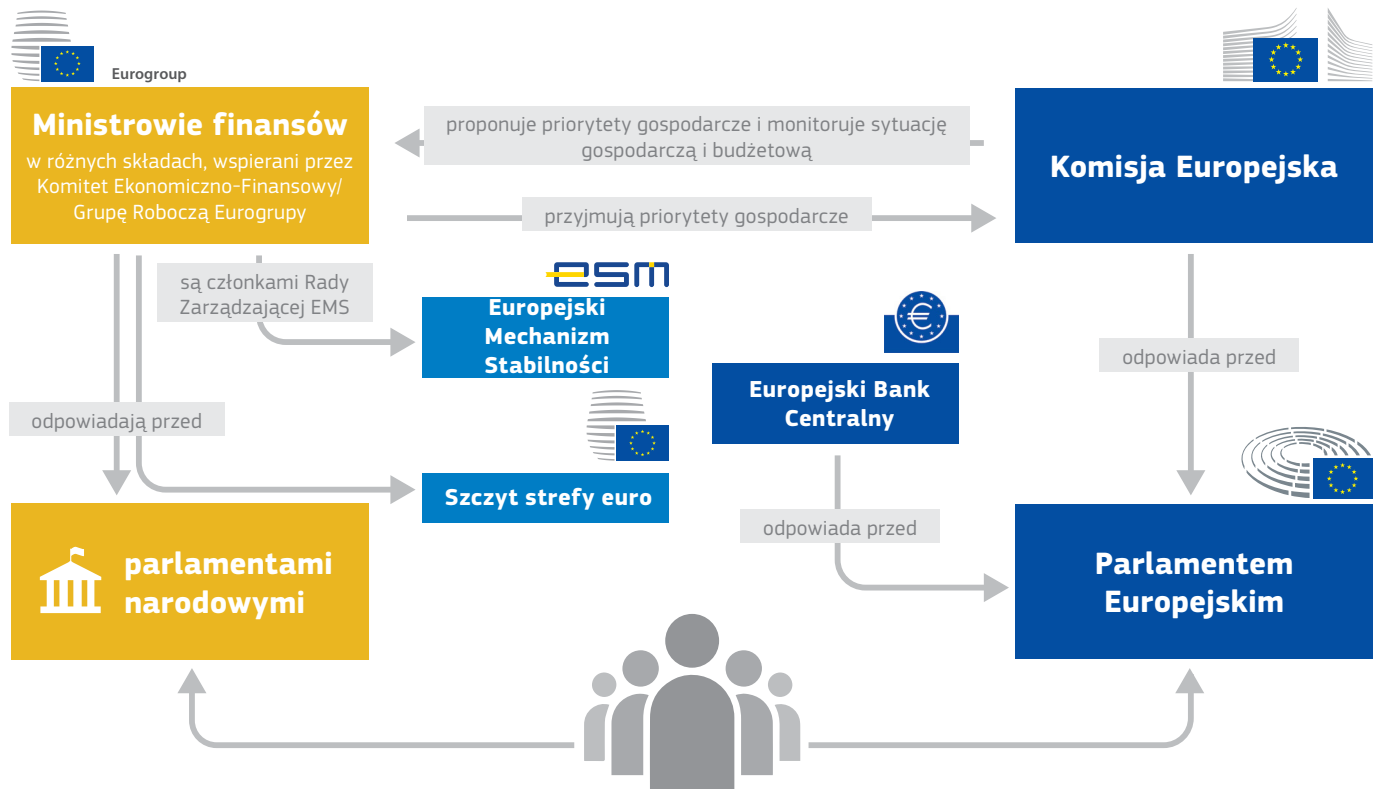 Eurogroup
Ministrowie finansów
w różnych składach, wspierani przez
Komitet Ekonomiczno-Finansowy/
Grupę Roboczą Eurogrupy
proponuje priorytety gospodarcze i monitoruje sytuację
gospodarczą i budżetową
Komisja Europejska
przyjmują priorytety gospodarcze
są członkami Rady
Zarządzającej EMS
esm
Europejski
Mechanizm
Stabilności
€
Europejski Bank
Centralny
odpowiada przed
odpowiadają przed
Szczyt strefy euro
odpowiada przed
parlamentami
narodowymi
Parlamentem
Europejskim